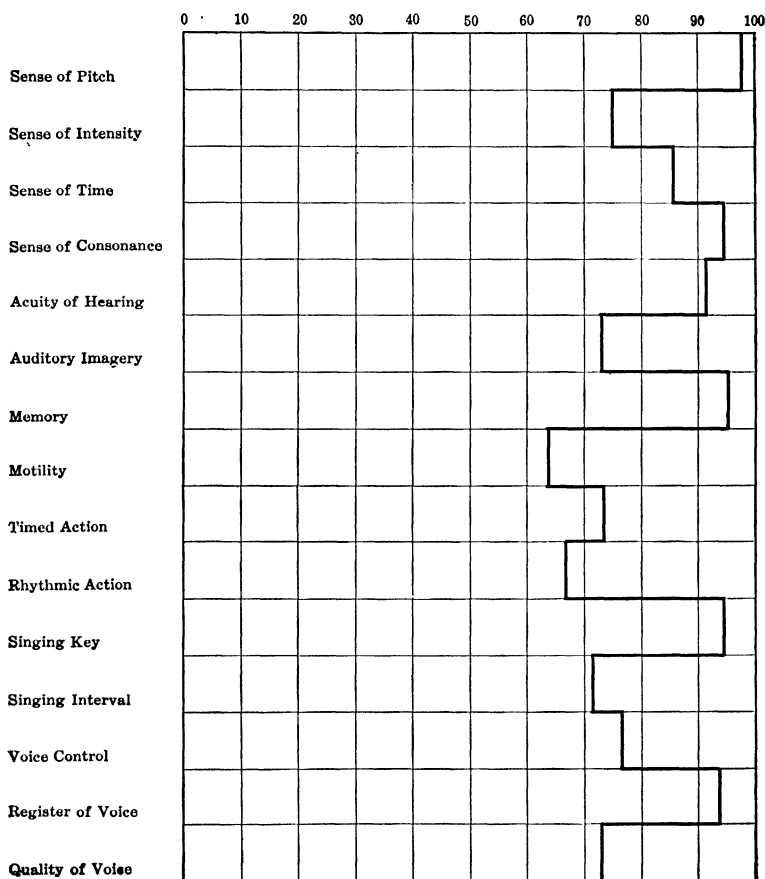 0 10 20 30 40 50 60 70 80 90 100
Sense of Pitch
Sense of Intensity
Sense of Time
Sense of Consonance
Acuity of Hearing
Auditory Imagery
Memory
Motility
Timed Action
Rhythmic Action
Singing Key
Singing Interval
Voice Control
Register of Voice
Quality of Voice